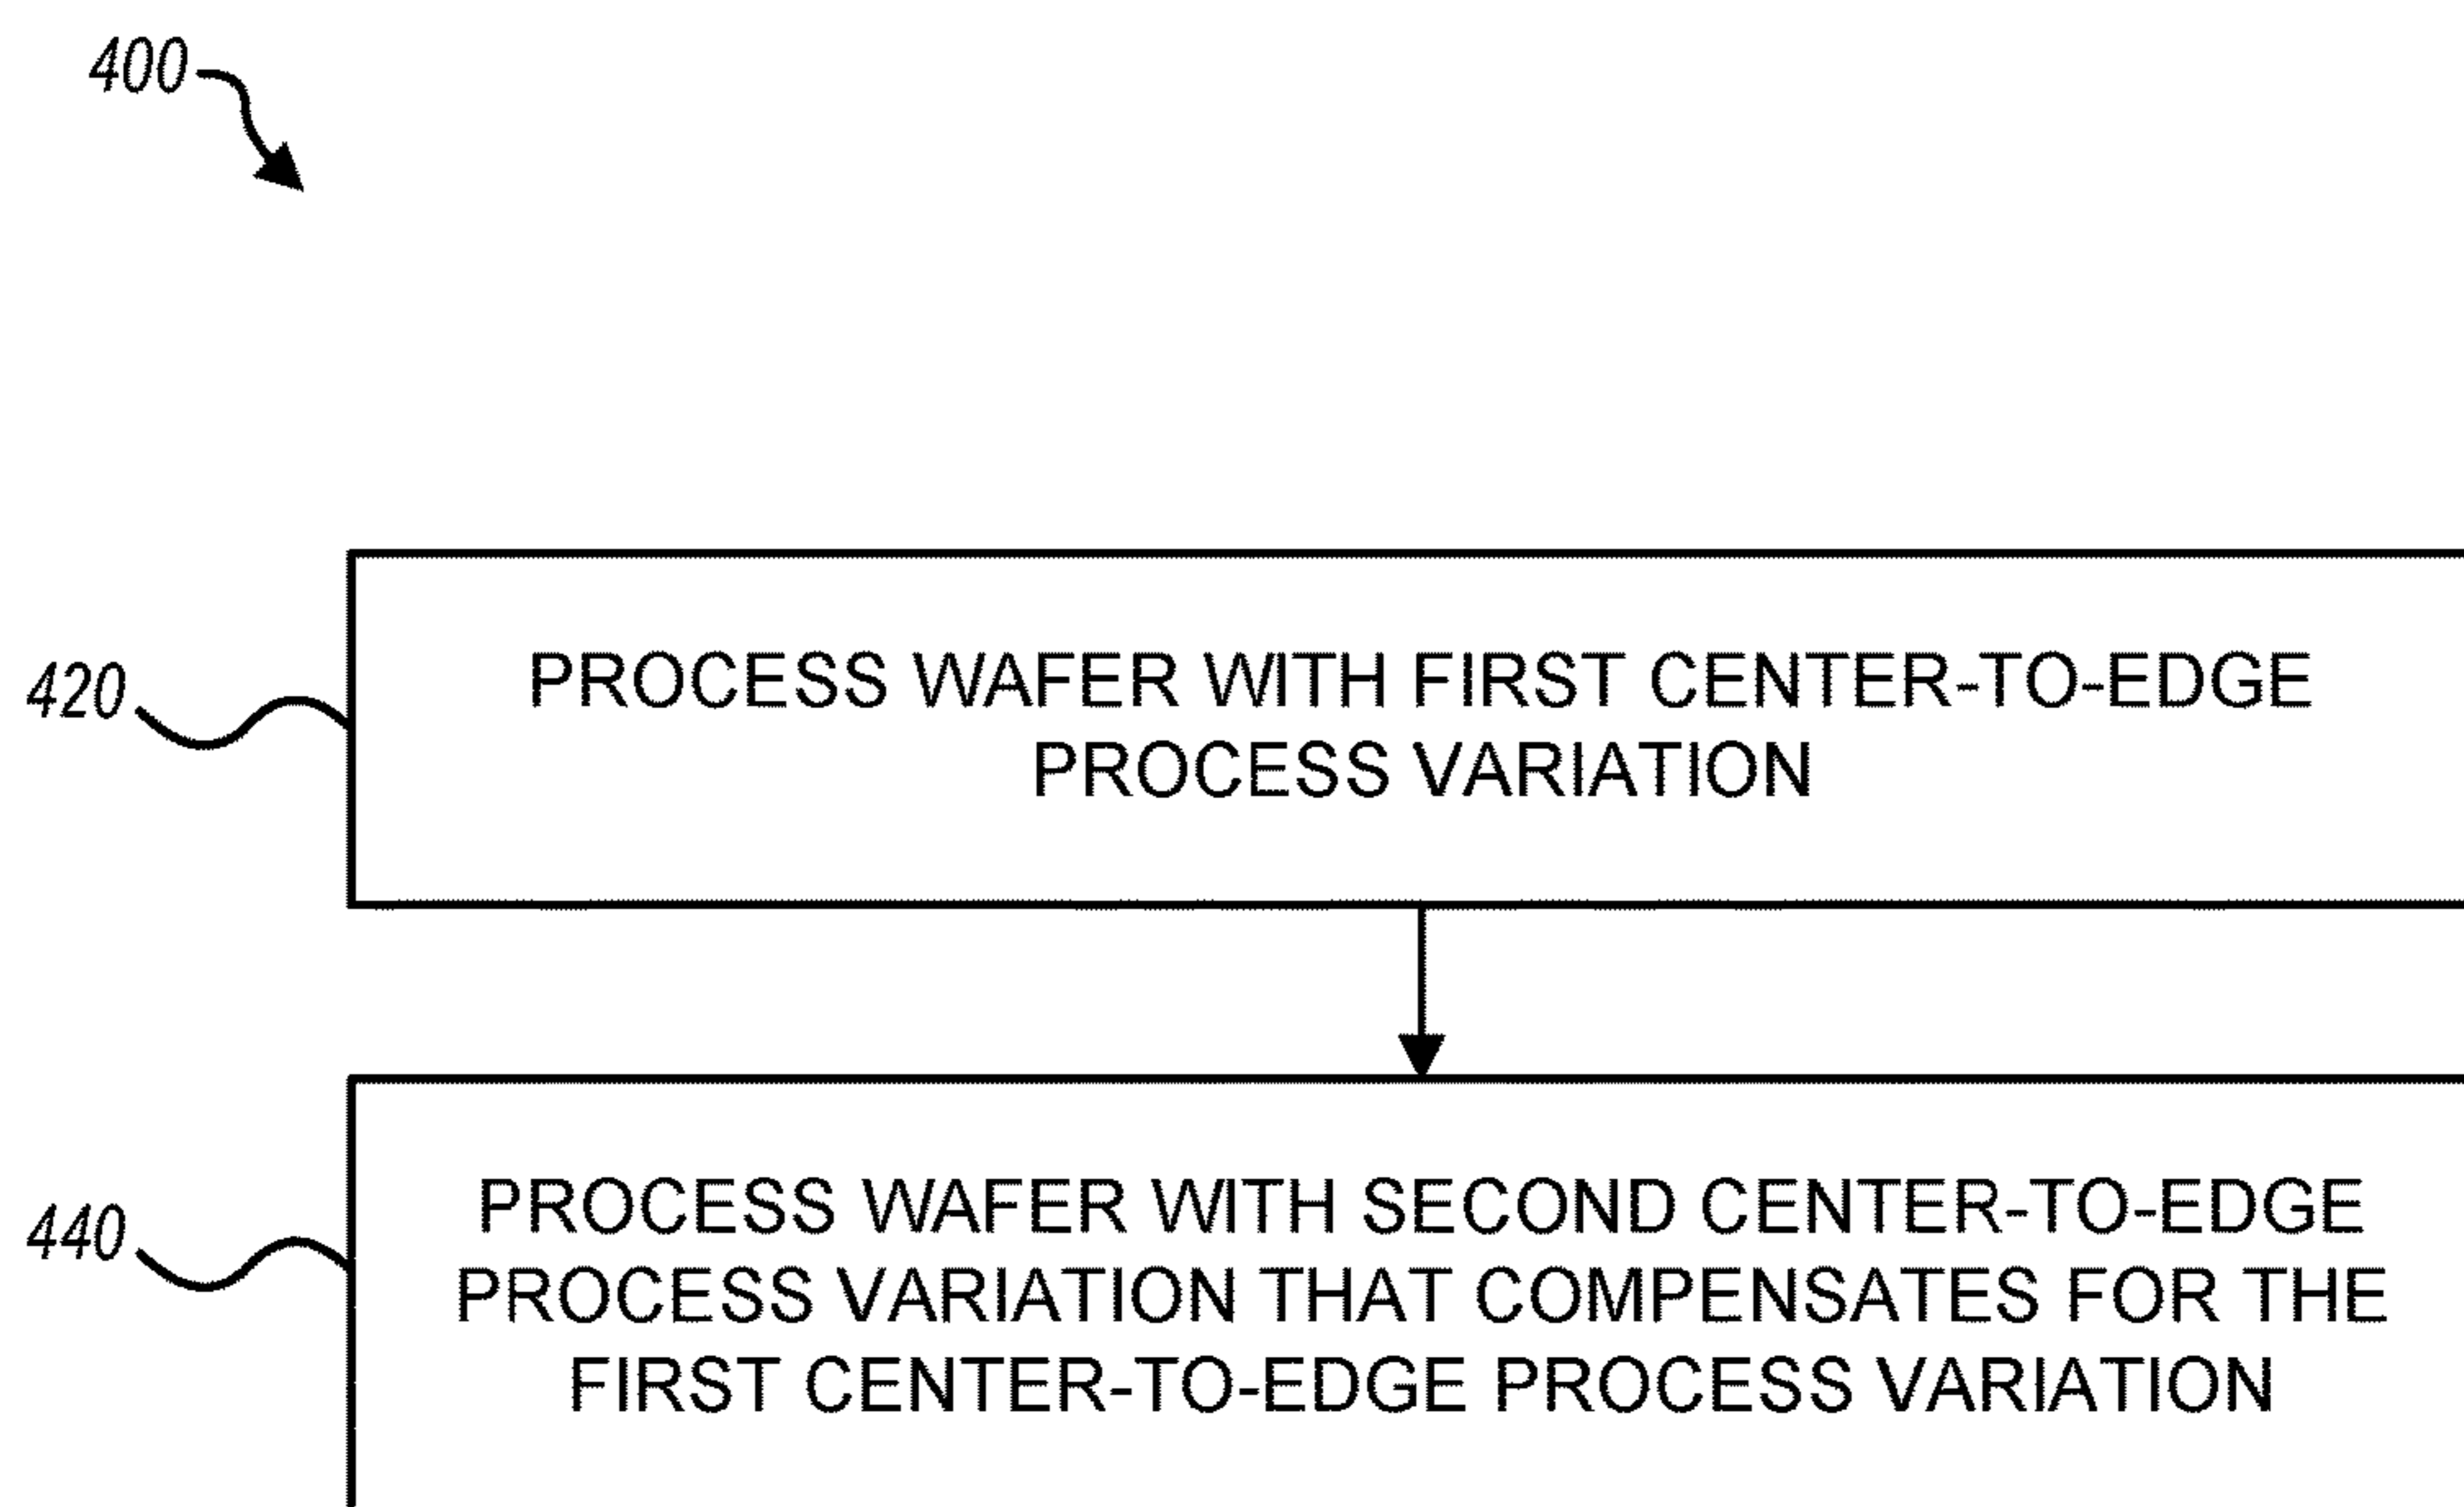 400
420
PROCESS WAFER WITH FIRST CENTER-TO-EDGE
PROCESS VARIATION
440
PROCESS WAFER WITH SECOND CENTER-TO-EDGE
PROCESS VARIATION THAT COMPENSATES FOR THE
FIRST CENTER-TO-EDGE PROCESS VARIATION